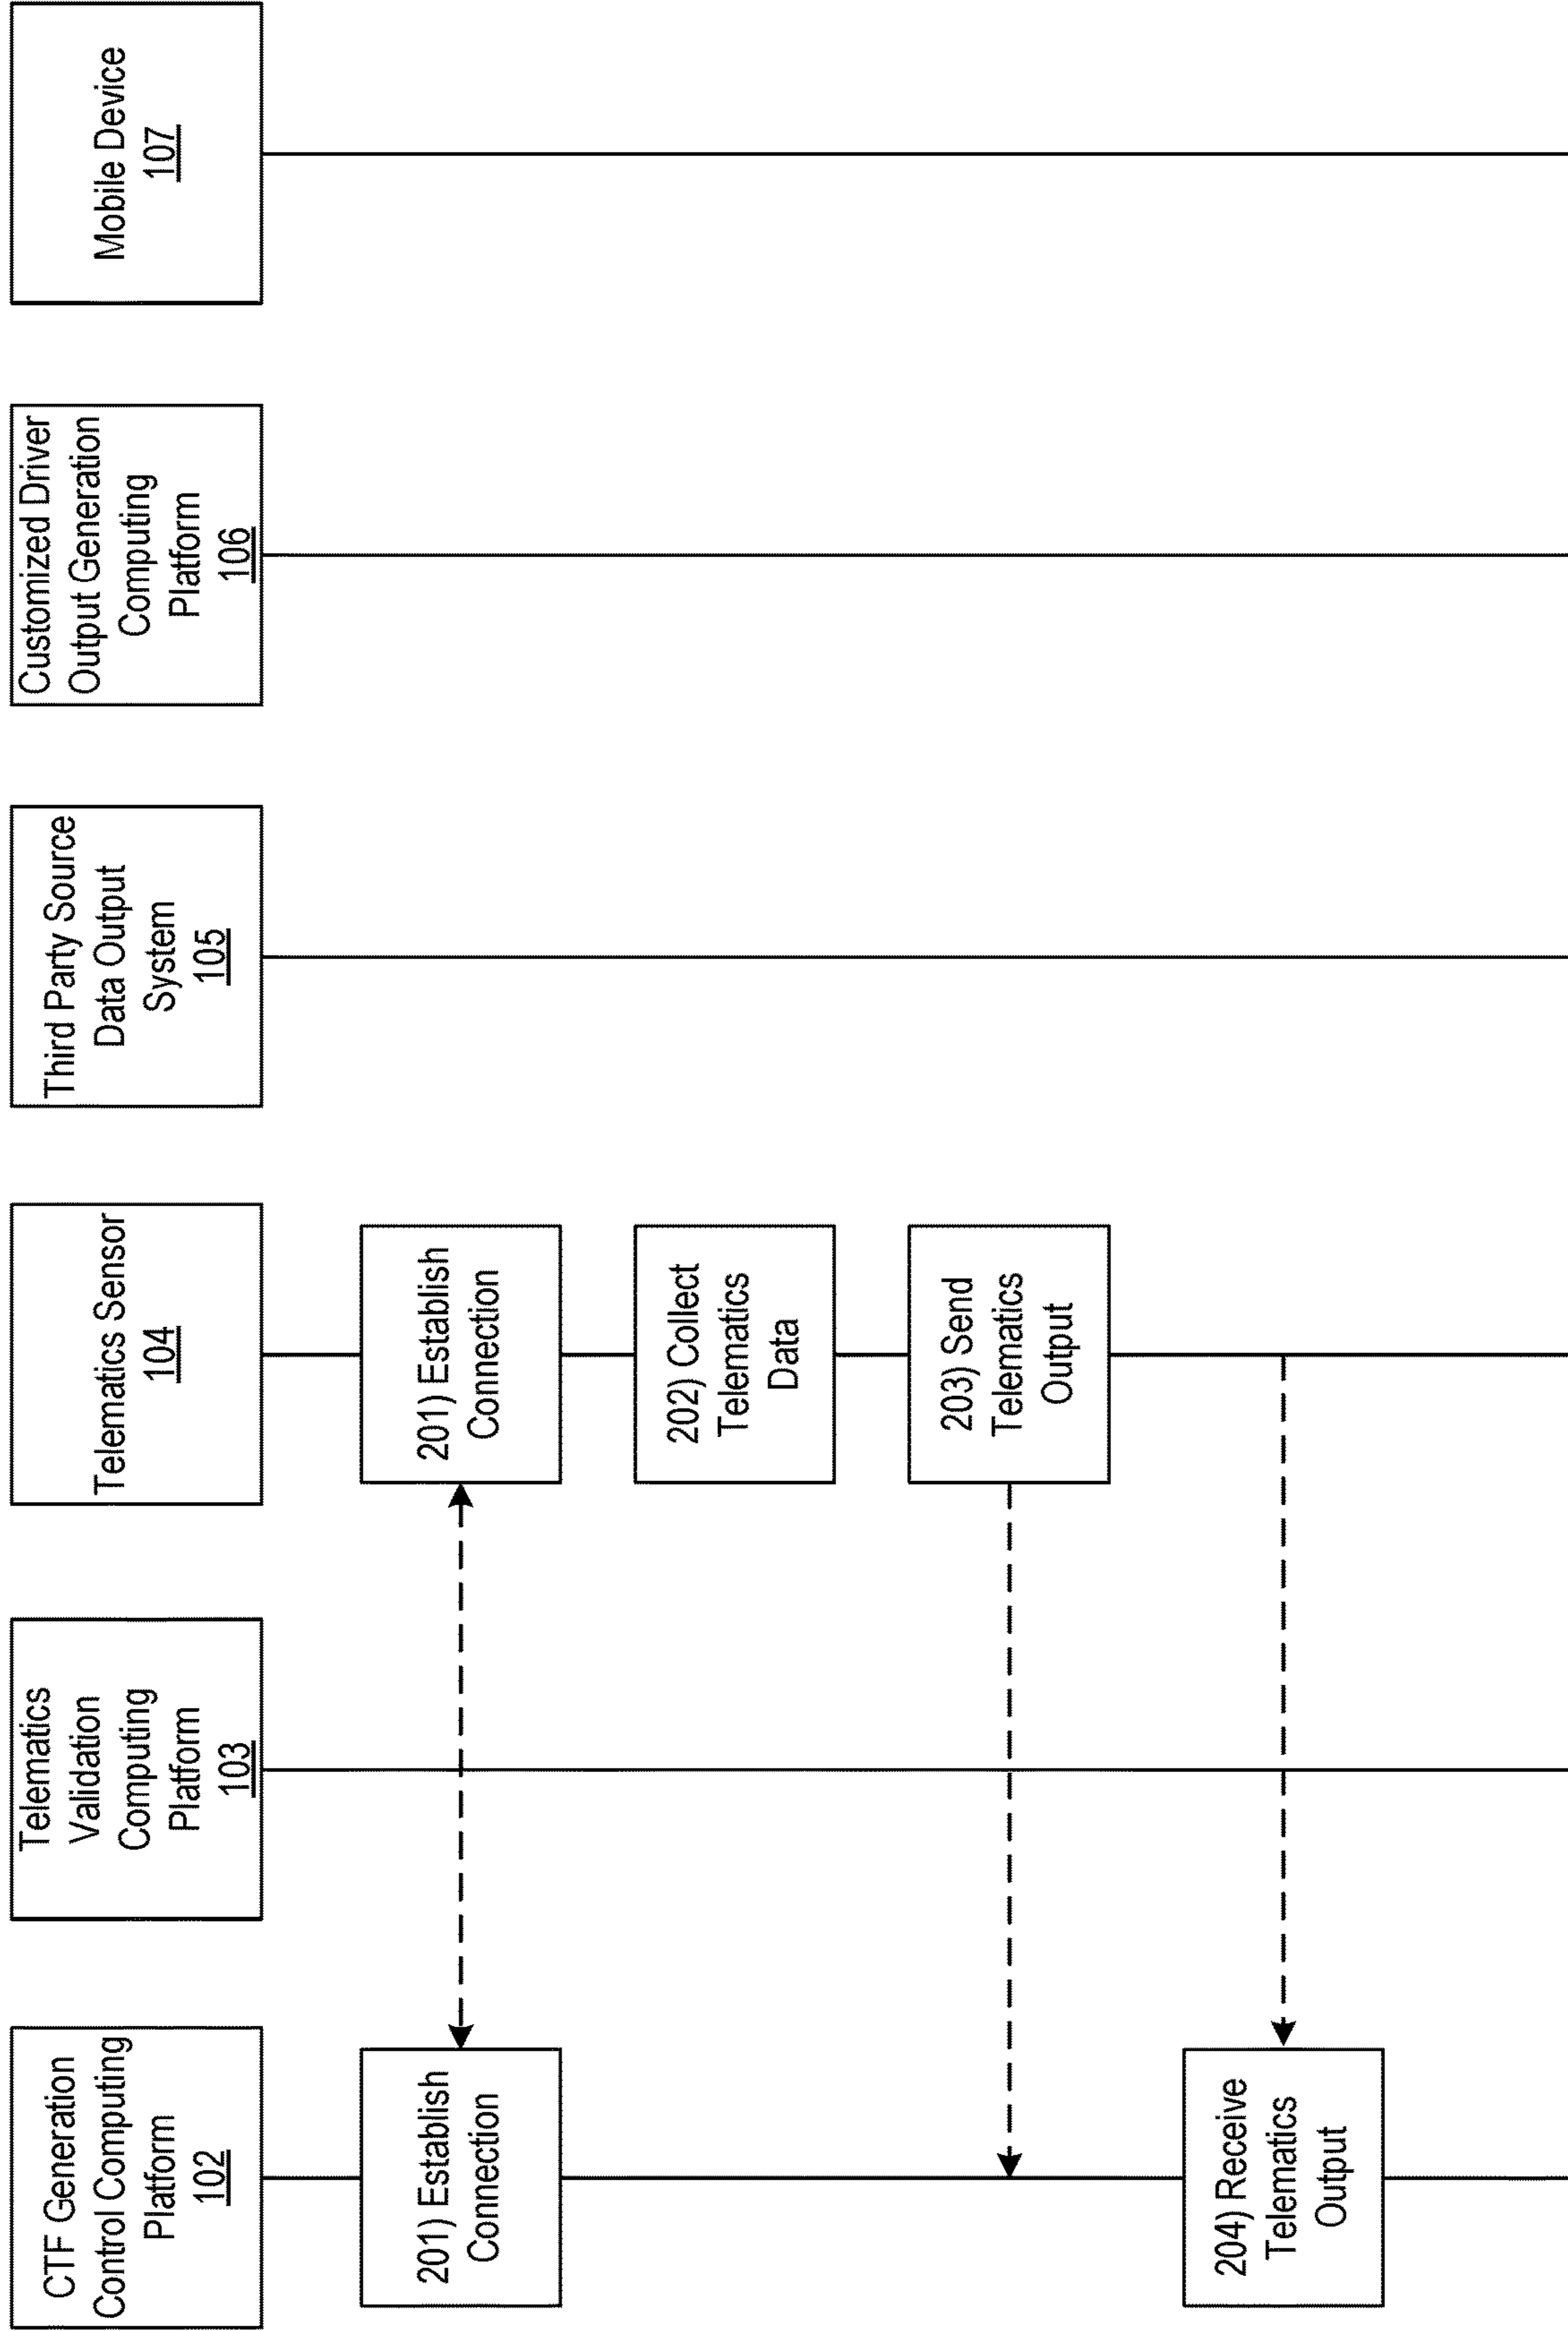 CTF Generation
Control Computing
Platform
102
Telematics
Validation
Computing
Platform
103
Telematics Sensor
104
Third Party Source
Data Output
System
105
Customized Driver
Output Generation
Computing
Platform
106
Mobile Device
107
201) Establish
Connection
201) Establish
Connection
202) Collect
Telematics
Data
203) Send
Telematics
Output
204) Receive
Telematics
Output